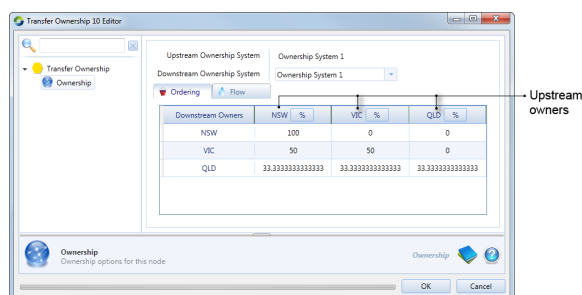 Transfer Ownership 10 Editor
Transfer Ownership
Ownership
Upstream Ownership System Ownership System 1
Downstream Ownership System Ownership System 1
Ordering Flow
Downstream Owners NSW % VIC % QLD %
NSW 100 0 0
VIC 50 50 0
QLD 33.3333333333333 33.3333333333333 33.3333333333333
Upstream
owners
Ownership
Ownership options for this node
Ownership
OK Cancel